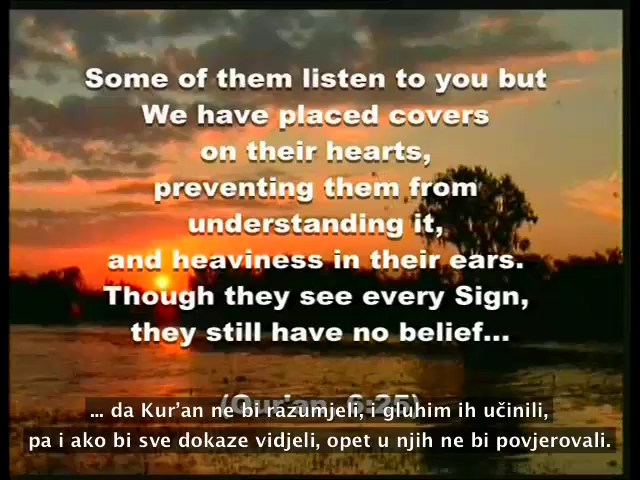 Some of them listen to you but
We have placed covers
on their hearts,
preventing them from
understanding it,
and heaviness in their ears.
Though they see every Sign,
they still have no belief...
(Qur'an, 6:25)
... da Kur’an ne bi razumjeli, i gluhim ih učinili,
pa i ako bi sve dokaze vidjeli, opet u njih ne bi povjerovali.